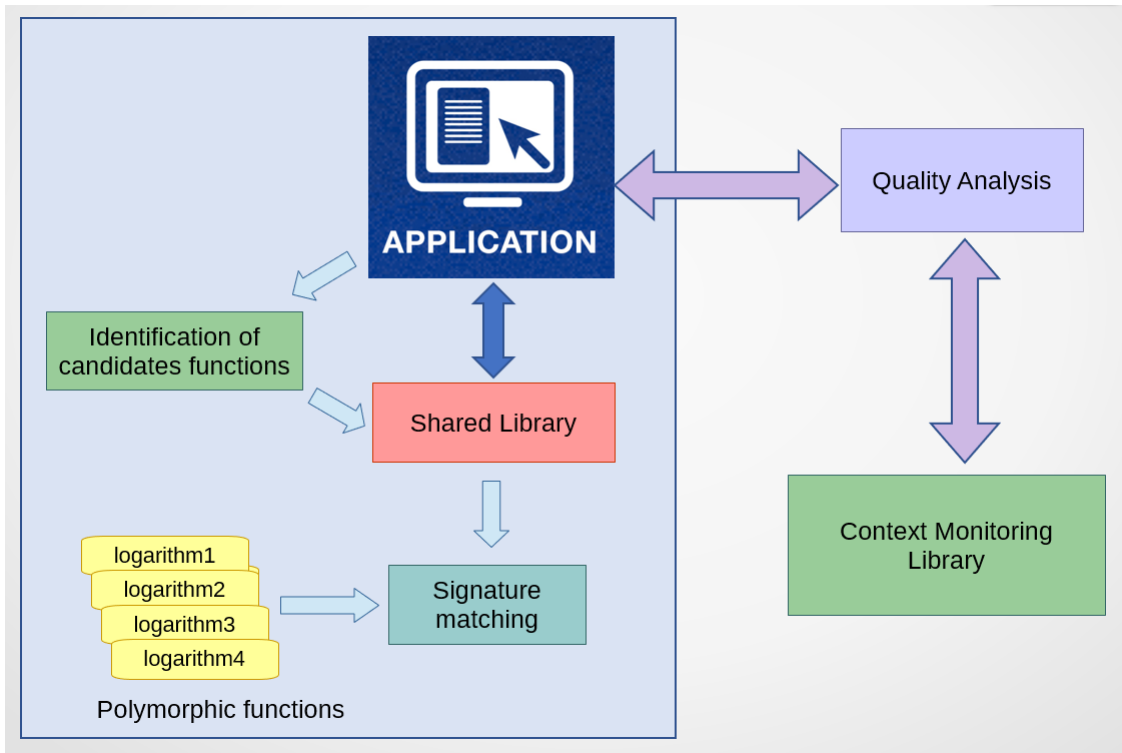 APPLICATION
Quality Analysis
Identification of
candidates functions
Shared Library
Context Monitoring
Library
logarithm1
logarithm2
logarithm3
logarithm4
Signature
matching
Polymorphic functions